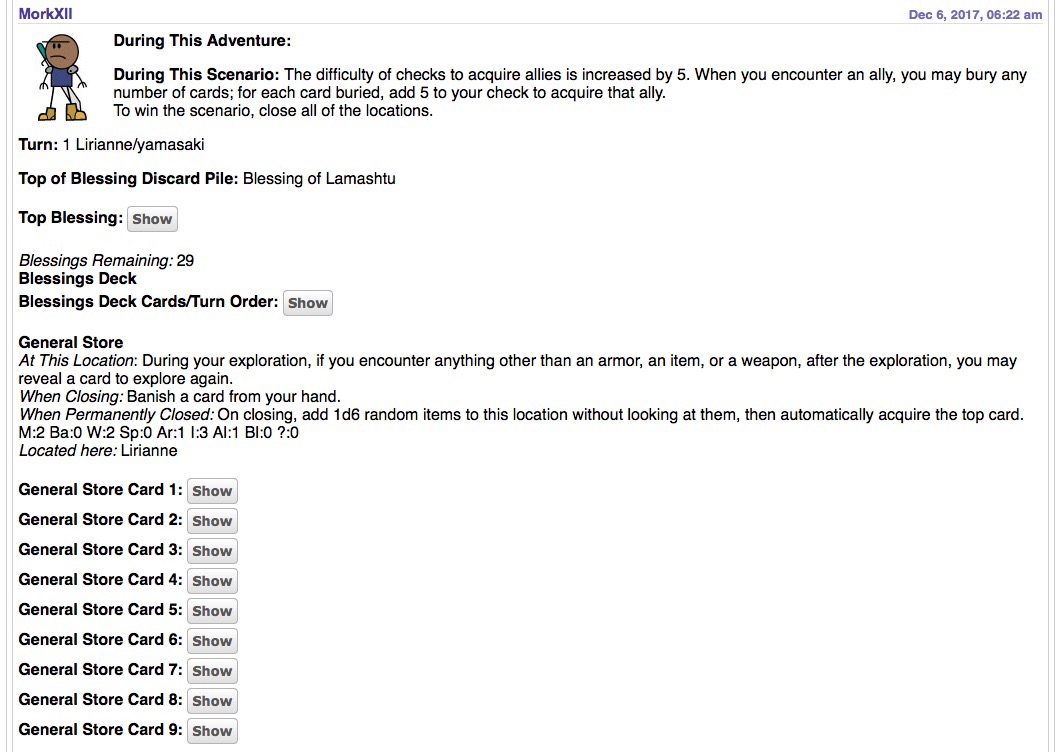 MorkXII
Dec 6, 2017, 06:22 am
During This Adventure:
During This Scenario: The difficulty of checks to acquire allies is increased by 5. When you encounter an ally, you may bury any
number of cards; for each card buried, add 5 to your check to acquire that ally.
To win the scenario, close all of the locations.
Turn: 1 Lirianne/yamasaki
Top of Blessing Discard Pile: Blessing of Lamashtu
Top Blessing: Show
Blessings Remaining: 29
Blessings Deck
Blessings Deck Cards/Turn Order: Show
General Store
At This Location: During your exploration, if you encounter anything other than an armor, an item, or a weapon, after the exploration, you may
reveal a card to explore again.
When Closing: Banish a card from your hand.
When Permanently Closed: On closing, add 1d6 random items to this location without looking at them, then automatically acquire the top card.
M:2 Ba:0 W:2 Sp:0 Ar:1 I:3 Al:1 Bl:0 ?:0
Located here: Lirianne
General Store Card 1: Show
General Store Card 2: Show
General Store Card 3: Show
General Store Card 4: Show
General Store Card 5: Show
General Store Card 6: Show
General Store Card 7: Show
General Store Card 8: Show
General Store Card 9: Show